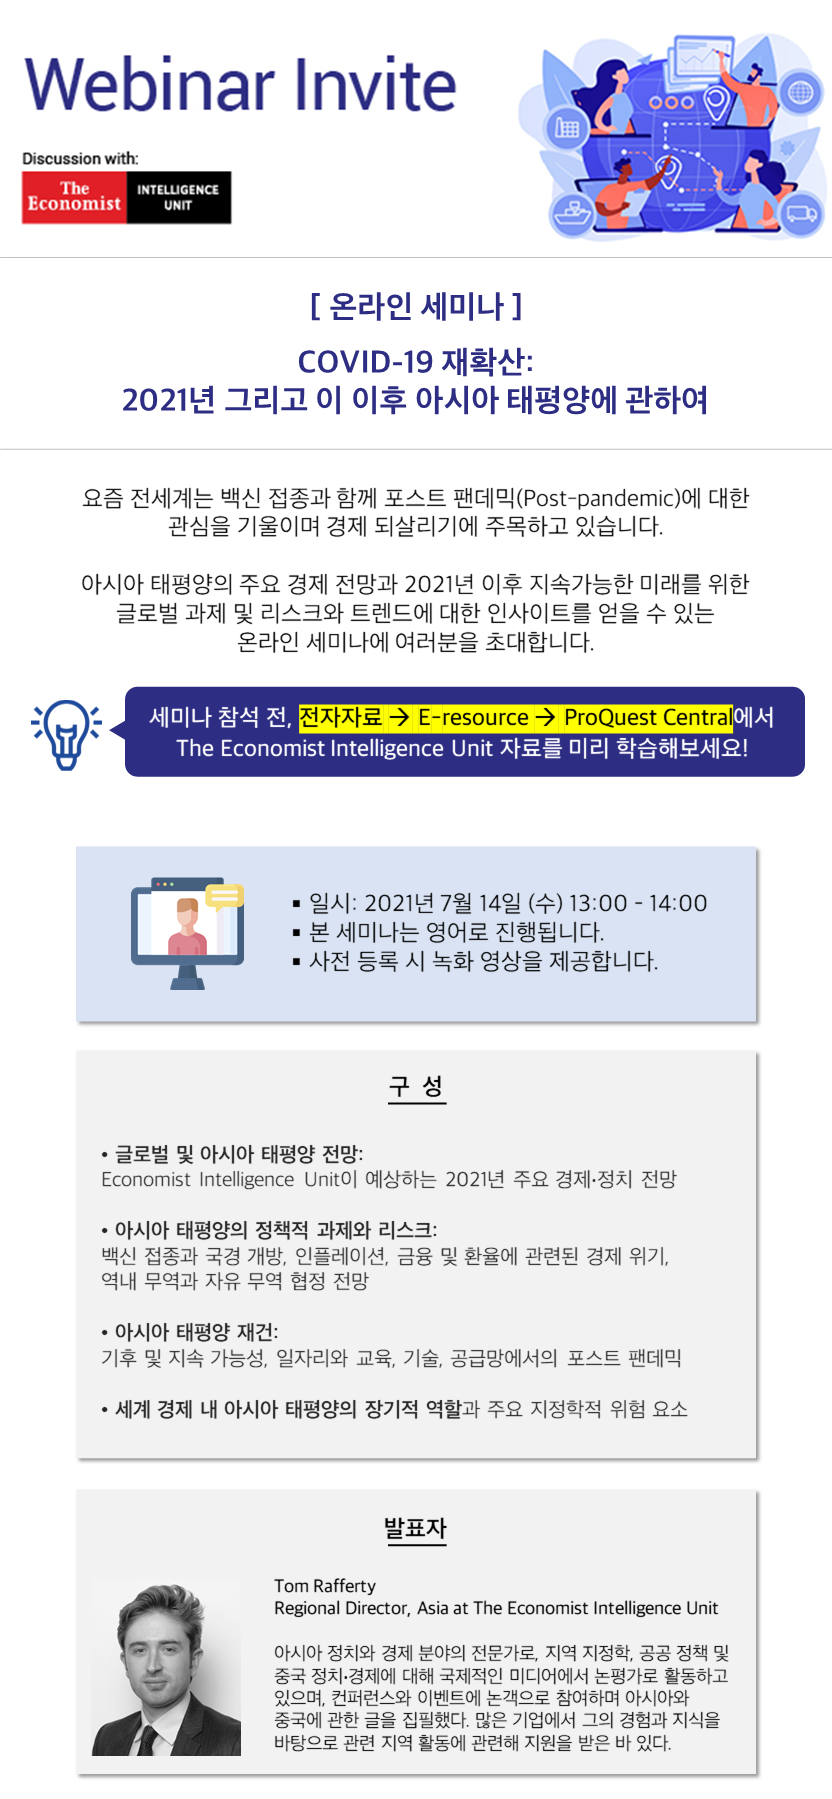 Webinar Invite
Discussion with:
The
Economist
INTELLIGENCE
UNIT
[ 온라인 세미나 ]
COVID-19 재확산:
2021년 그리고 이 이후 아시아 태평양에 관하여
요즘 전세계는 백신 접종과 함께 포스트 팬데믹(Post-pandemic)에 대한
관심을 기울이며 경제 되살리기에 주목하고 있습니다.
아시아 태평양의 주요 경제 전망과 2021년 이후 지속가능한 미래를 위한
글로벌 과제 및 리스크와 트렌드에 대한 인사이트를 얻을 수 있는
온라인 세미나에 여러분을 초대합니다.
세미나 참석 전, 전자자료 → E-resource → ProQuest Central에서
The Economist Intelligence Unit 자료를 미리 학습해보세요!
▪ 일시: 2021년 7월 14일 (수) 13:00 - 14:00
▪ 본 세미나는 영어로 진행됩니다.
▪ 사전 등록 시 녹화 영상을 제공합니다.
구 성
• 글로벌 및 아시아 태평양 전망:
Economist Intelligence Unit이 예상하는 2021년 주요 경제•정치 전망
• 아시아 태평양의 정책적 과제와 리스크:
백신 접종과 국경 개방, 인플레이션, 금융 및 환율에 관련된 경제 위기,
역내 무역과 자유 무역 협정 전망
• 아시아 태평양 재건:
기후 및 지속 가능성, 일자리와 교육, 기술, 공급망에서의 포스트 팬데믹
• 세계 경제 내 아시아 태평양의 장기적 역할과 주요 지정학적 위험 요소
발표자
Tom Rafferty
Regional Director, Asia at The Economist Intelligence Unit
아시아 정치와 경제 분야의 전문가로, 지역 지정학, 공공 정책 및
중국 정치•경제에 대해 국제적인 미디어에서 논평가로 활동하고
있으며, 컨퍼런스와 이벤트에 논객으로 참여하며 아시아와
중국에 관한 글을 집필했다. 많은 기업에서 그의 경험과 지식을
바탕으로 관련 지역 활동에 관련해 지원을 받은 바 있다.